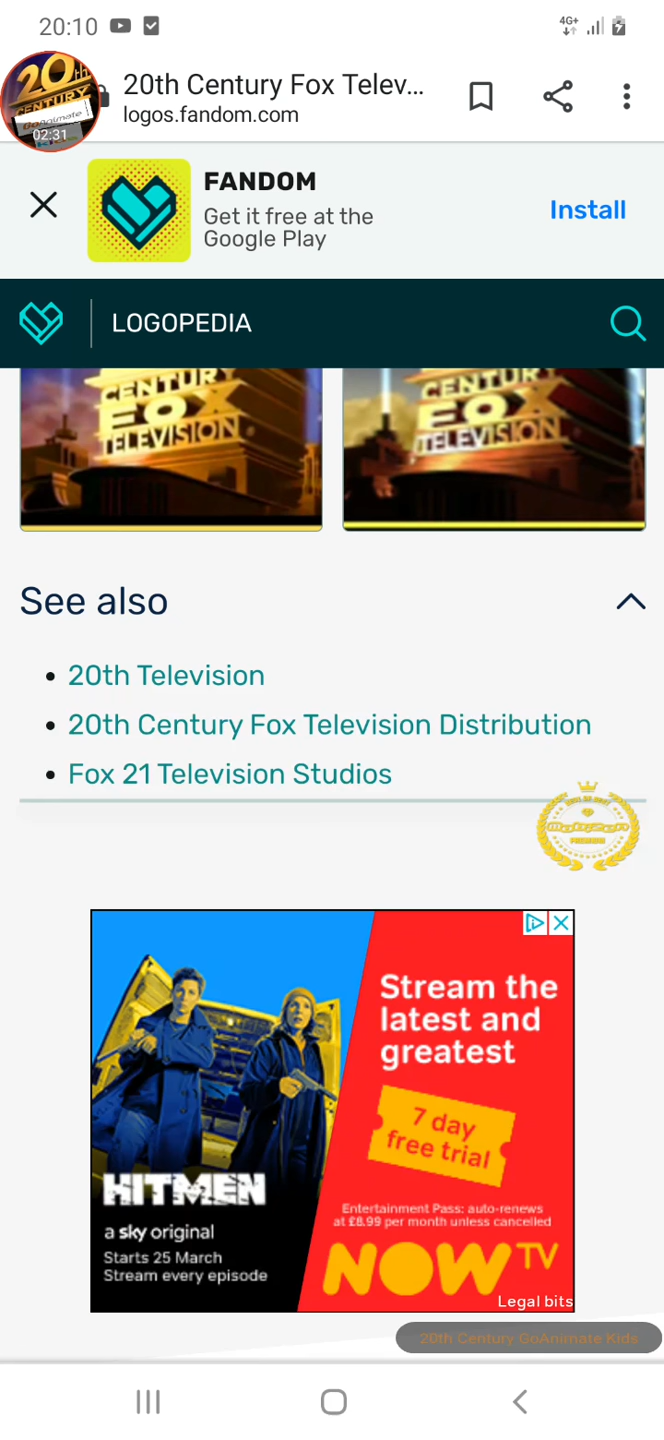 20:10
4G+
20th
CENTURY
GoAnimate
KIDS
02:31
20th Century Fox Telev...
logos.fandom.com
FANDOM
Get it free at the
Google Play
Install
LOGOPEDIA
CENTURY
FOX
TELEVISION
CENTURY
FOX
TELEVISION
See also
20th Television
20th Century Fox Television Distribution
Fox 21 Television Studios
Stream the
latest and
greatest
7 day
free trial
HITMEN
a sky original
Starts 25 March
Stream every episode
Entertainment Pass: auto-renews
at £8.99 per month unless cancelled
NOW TV
Legal bits
20th Century GoAnimate Kids